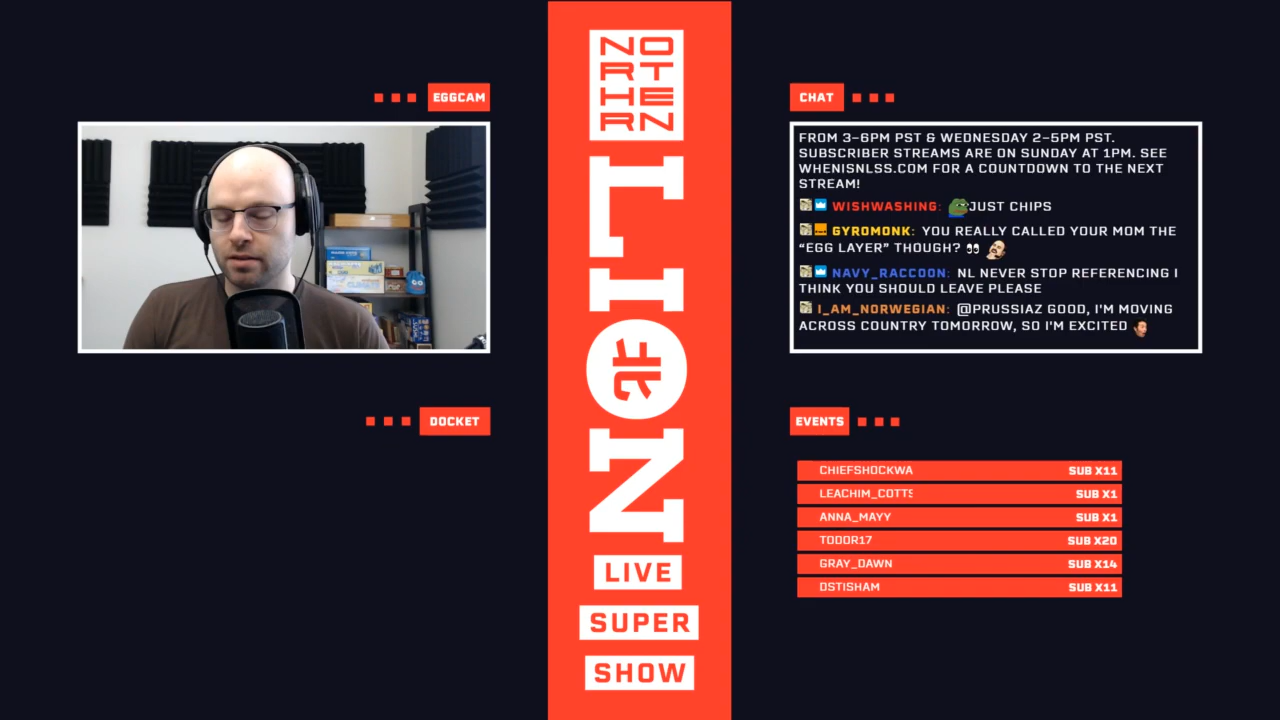 EGGCAM
DOCKET
NO
RT
HE
RN
LION
LIVE
SUPER
SHOW
CHAT
FROM 3-6PM PST & WEDNESDAY 2-5PM PST.
SUBSCRIBER STREAMS ARE ON SUNDAY AT 1PM. SEE
WHENISNLSS.COM FOR A COUNTDOWN TO THE NEXT
STREAM!
WISHWASHING: JUST CHIPS
GYROMONK: YOU REALLY CALLED YOUR MOM THE
“EGG LAYER” THOUGH?
NAVY_RACCOON: NL NEVER STOP REFERENCING I
THINK YOU SHOULD LEAVE PLEASE
I_AM_NORWEGIAN: @PRUSSIAZ GOOD, I'M MOVING
ACROSS COUNTRY TOMORROW, SO I'M EXCITED
EVENTS
CHIEFSHOCKWA SUB X11
LEACHIM_COTTS SUB X1
ANNA_MAYY SUB X1
TODOR17 SUB X20
GRAY_DAWN SUB X14
DSTISHAM SUB X11